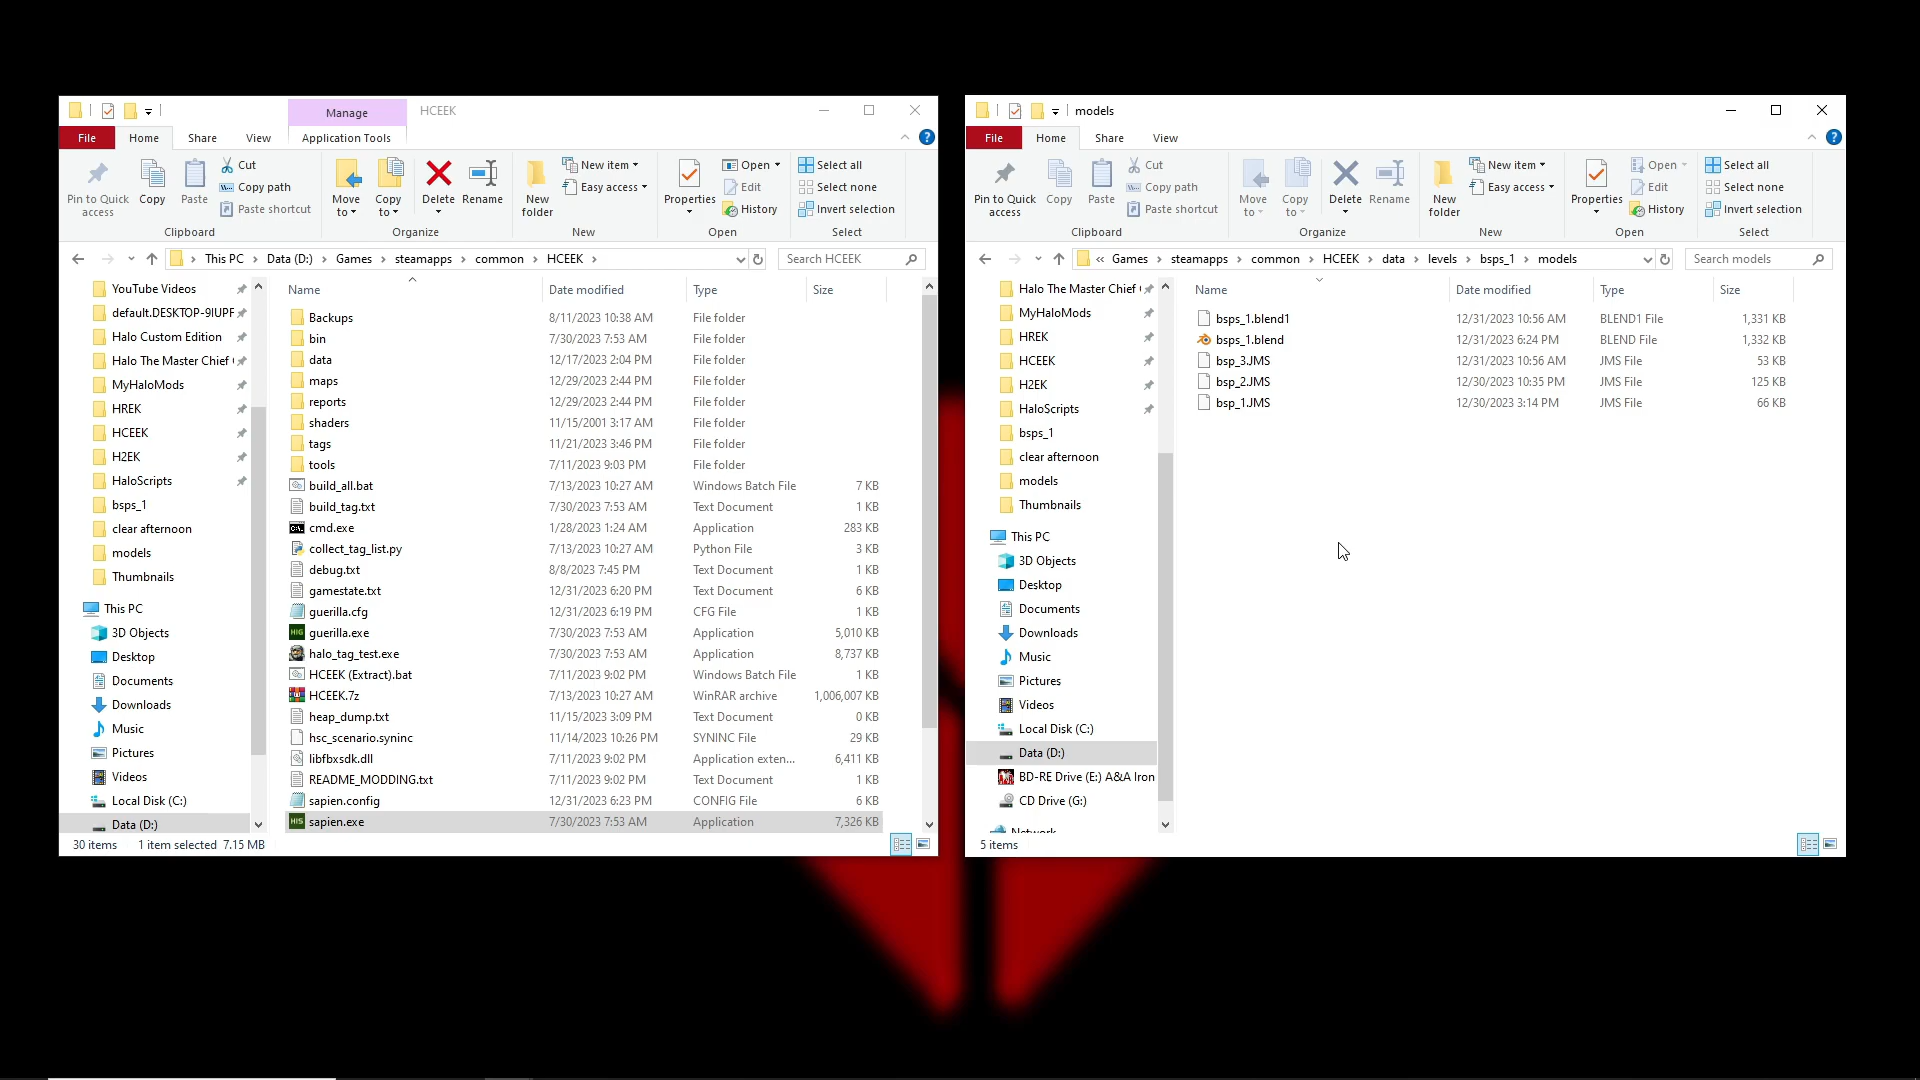 Manage
HCEEK
File
Home
Share
View
Application Tools
Pin to Quick access
Copy
Paste
Cut
Copy path
Paste shortcut
Clipboard
Move to
Copy to
Delete
Rename
Organize
New folder
New item
Easy access
New
Properties
Open
Edit
History
Open
Select all
Select none
Invert selection
Select
This PC
Data (D:)
Games
steamapps
common
HCEEK
Search HCEEK
YouTube Videos
default.DESKTOP-9IUPF
Halo Custom Edition
Halo The Master Chief
MyHaloMods
HREK
HCEEK
H2EK
HaloScripts
bsps_1
clear afternoon
models
Thumbnails
This PC
3D Objects
Desktop
Documents
Downloads
Music
Pictures
Videos
Local Disk (C:)
Data (D:)
Name Date modified Type Size
Backups 8/11/2023 10:38 AM File folder
bin 7/30/2023 7:53 AM File folder
data 12/17/2023 2:04 PM File folder
maps 12/29/2023 2:44 PM File folder
reports 12/29/2023 2:44 PM File folder
shaders 11/15/2001 3:17 AM File folder
tags 11/21/2023 3:46 PM File folder
tools 7/11/2023 9:03 PM File folder
build_all.bat 7/13/2023 10:27 AM Windows Batch File 7 KB
build_tag.txt 7/30/2023 7:53 AM Text Document 1 KB
cmd.exe 1/28/2023 1:24 AM Application 283 KB
collect_tag_list.py 7/13/2023 10:27 AM Python File 3 KB
debug.txt 8/8/2023 7:45 PM Text Document 1 KB
gamestate.txt 12/31/2023 6:20 PM Text Document 6 KB
guerilla.cfg 12/31/2023 6:19 PM CFG File 1 KB
guerilla.exe 7/30/2023 7:53 AM Application 5,010 KB
halo_tag_test.exe 7/30/2023 7:53 AM Application 8,737 KB
HCEEK (Extract).bat 7/11/2023 9:02 PM Windows Batch File 1 KB
HCEEK.7z 7/13/2023 10:27 AM WinRAR archive 1,006,007 KB
heap_dump.txt 11/15/2023 3:09 PM Text Document 0 KB
hsc_scenario.syninc 11/14/2023 10:26 PM SYNINC File 29 KB
libfbxsdk.dll 7/11/2023 9:02 PM Application exten... 6,411 KB
README_MODDING.txt 7/11/2023 9:02 PM Text Document 1 KB
sapien.config 12/31/2023 6:23 PM CONFIG File 6 KB
sapien.exe 7/30/2023 7:53 AM Application 7,326 KB
30 items 1 item selected 7.15 MB
models
File
Home
Share
View
Pin to Quick access
Copy
Paste
Cut
Copy path
Paste shortcut
Clipboard
Move to
Copy to
Delete
Rename
Organize
New folder
New item
Easy access
New
Properties
Open
Edit
History
Open
Select all
Select none
Invert selection
Select
« Games
steamapps
common
HCEEK
data
levels
bsps_1
models
Search models
Halo The Master Chief
MyHaloMods
HREK
HCEEK
H2EK
HaloScripts
bsps_1
clear afternoon
models
Thumbnails
This PC
3D Objects
Desktop
Documents
Downloads
Music
Pictures
Videos
Local Disk (C:)
Data (D:)
BD-RE Drive (E:) A&A Iron
CD Drive (G:)
Network
Name Date modified Type Size
bsps_1.blend1 12/31/2023 10:56 AM BLEND1 File 1,331 KB
bsps_1.blend 12/31/2023 6:24 PM BLEND File 1,332 KB
bsp_3.JMS 12/31/2023 10:56 AM JMS File 53 KB
bsp_2.JMS 12/30/2023 10:35 PM JMS File 125 KB
bsp_1.JMS 12/30/2023 3:14 PM JMS File 66 KB
5 items